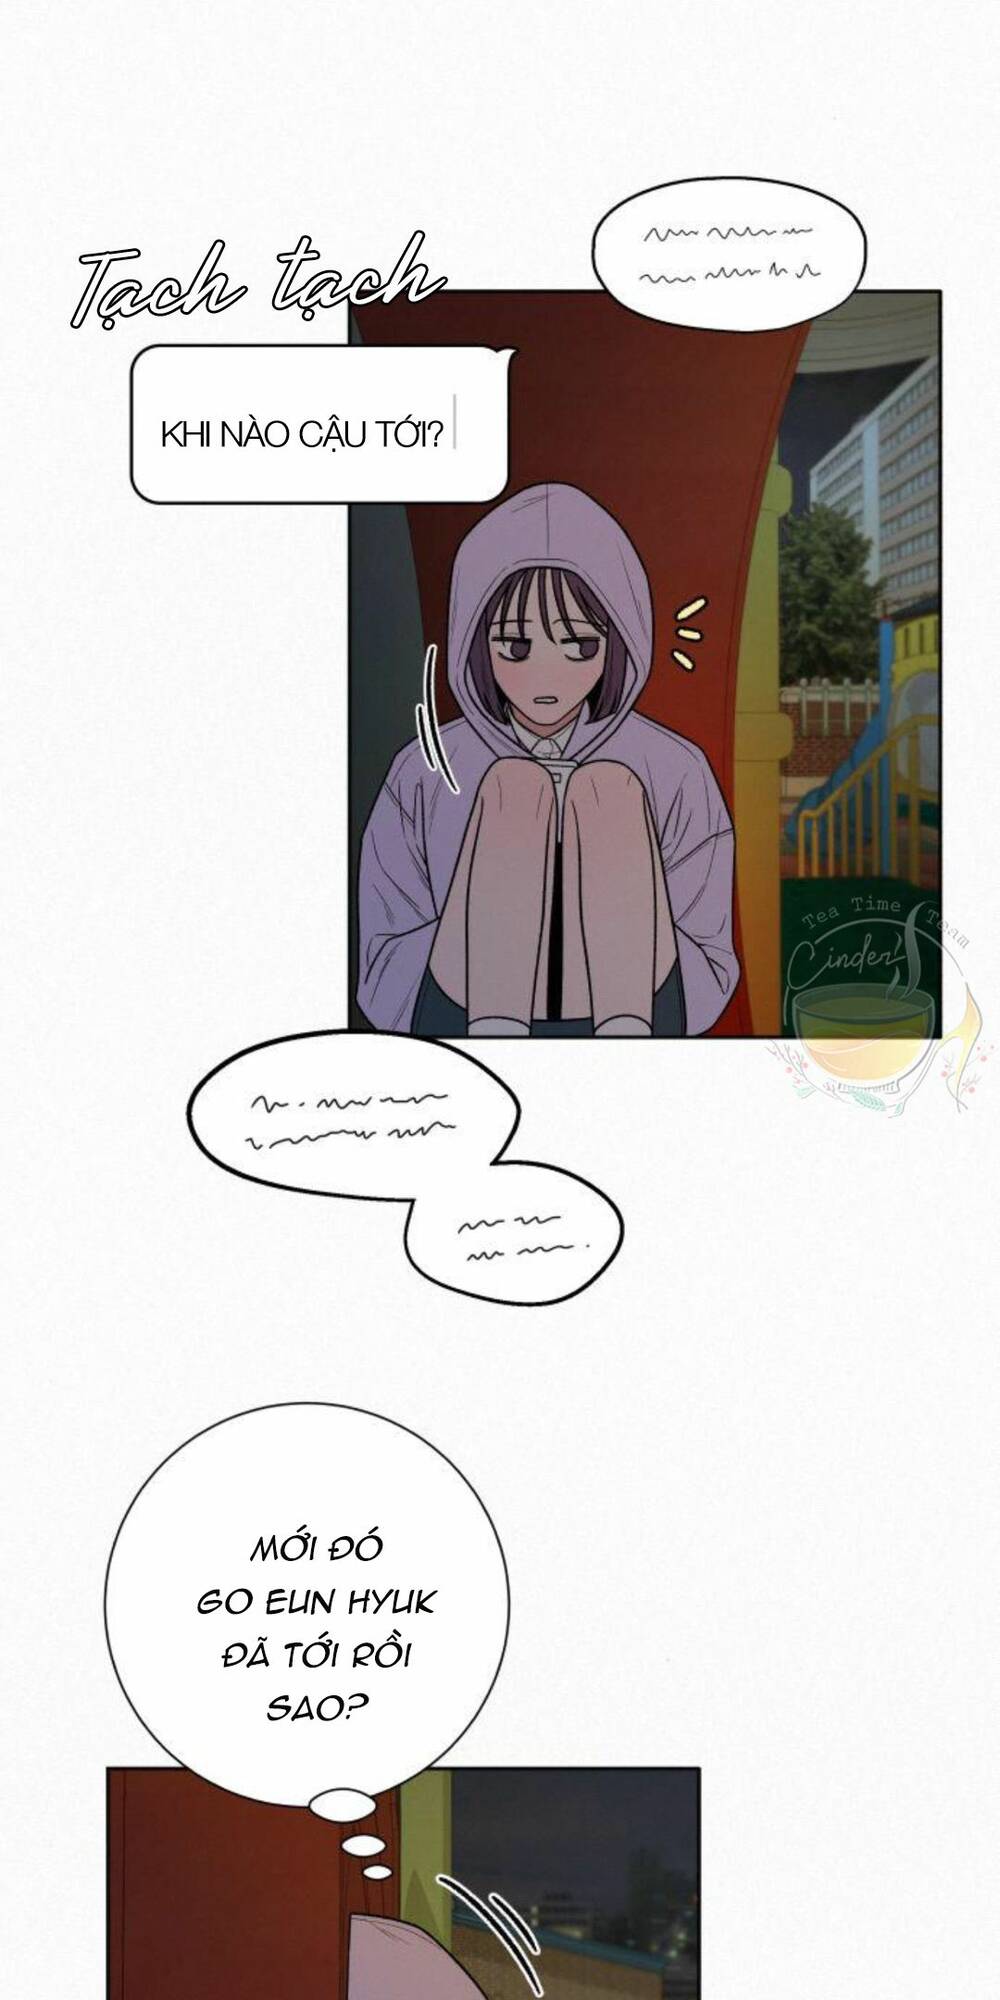 Tạch tạch
KHI NÀO CẬU TỚI?
Tea Time Team
Cinder's
MỚI ĐÓ
GO EUN HYUK
ĐÃ TỚI RỒI
SAO?